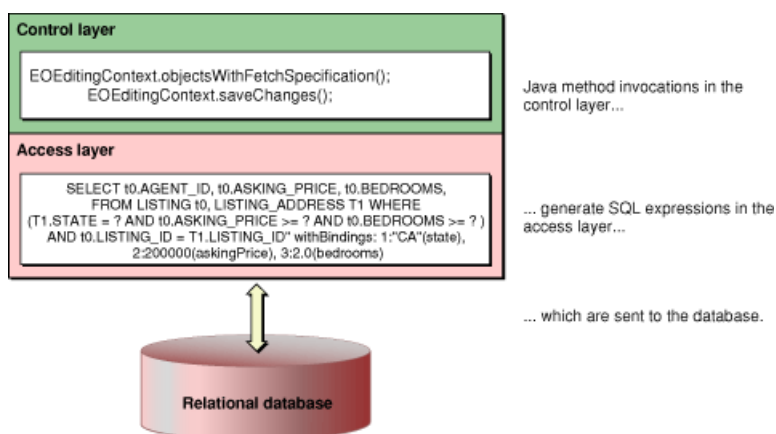 Control layer
EOEditingContext.objectsWithFetchSpecification();
EOEditingContext.saveChanges();
Java method invocations in the
control layer...
Access layer
SELECT t0.AGENT_ID, t0.ASKING_PRICE, t0.BEDROOMS,
FROM LISTING t0, LISTING_ADDRESS T1 WHERE
(T1.STATE = ? AND t0.ASKING_PRICE >= ? AND t0.BEDROOMS >= ? )
AND t0.LISTING_ID = T1.LISTING_ID" withBindings: 1:"CA"(state),
2:200000(askingPrice), 3:2.0(bedrooms)
... generate SQL expressions in the
access layer...
... which are sent to the database.
Relational database